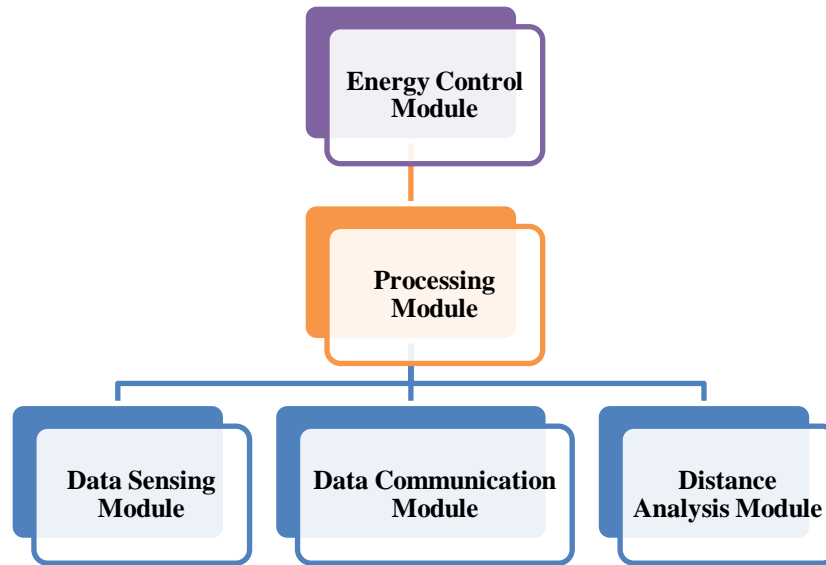 Energy Control
Module
Processing
Module
Data Sensing
Module
Data Communication
Module
Distance
Analysis Module